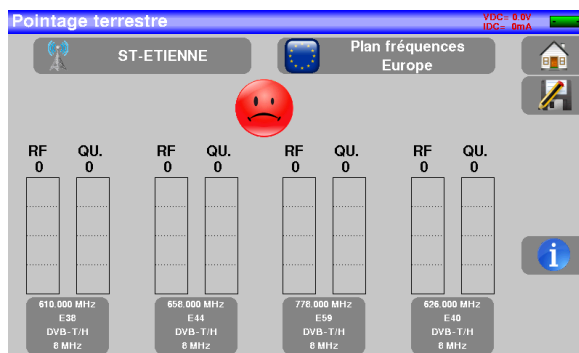 Pointage terrestre
VDC= 0.0V
IDC= 0mA
ST-ETIENNE
Plan fréquences
Europe
RF QU. RF QU. RF QU. RF QU.
0 0 0 0 0 0 0 0
610.000 MHz 658.000 MHz 778.000 MHz 626.000 MHz
E38 E44 E59 E40
DVB-T/H DVB-T/H DVB-T/H DVB-T/H
8 MHz 8 MHz 8 MHz 8 MHz